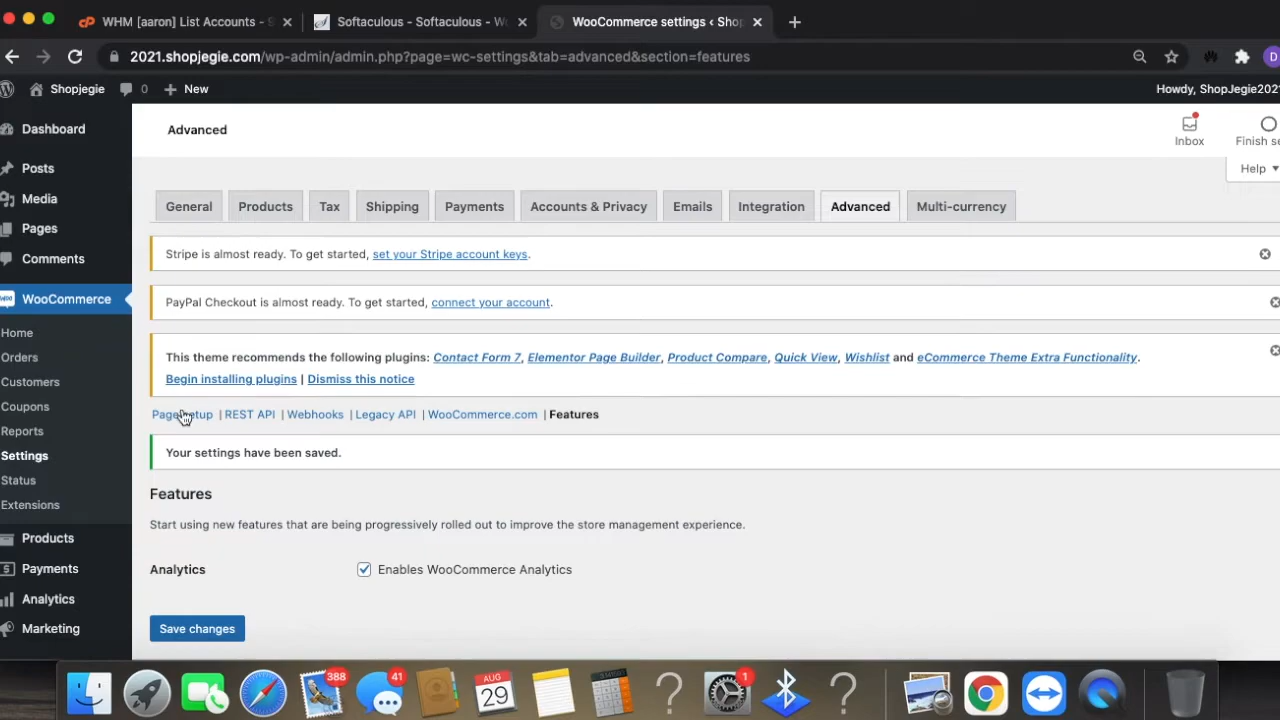 WHM [aaron] List Accounts - S
Softaculous - Softaculous - W
WooCommerce settings ‹ Shop
2021.shopjegie.com/wp-admin/admin.php?page=wc-settings&tab=advanced&section=features
D
Shopjegie
0
New
Howdy, ShopJegie2021
Dashboard
Posts
Media
Pages
Comments
WooCommerce
Home
Orders
Customers
Coupons
Reports
Settings
Status
Extensions
Products
Payments
Analytics
Marketing
Advanced
Inbox
Finish se
Help
General
Products
Tax
Shipping
Payments
Accounts & Privacy
Emails
Integration
Advanced
Multi-currency
Stripe is almost ready. To get started, set your Stripe account keys.
PayPal Checkout is almost ready. To get started, connect your account.
This theme recommends the following plugins: Contact Form 7, Elementor Page Builder, Product Compare, Quick View, Wishlist and eCommerce Theme Extra Functionality.
Begin installing plugins | Dismiss this notice
Page setup | REST API | Webhooks | Legacy API | WooCommerce.com | Features
Your settings have been saved.
Features
Start using new features that are being progressively rolled out to improve the store management experience.
Analytics
Enables WooCommerce Analytics
Save changes
388
41
AUG
29
1